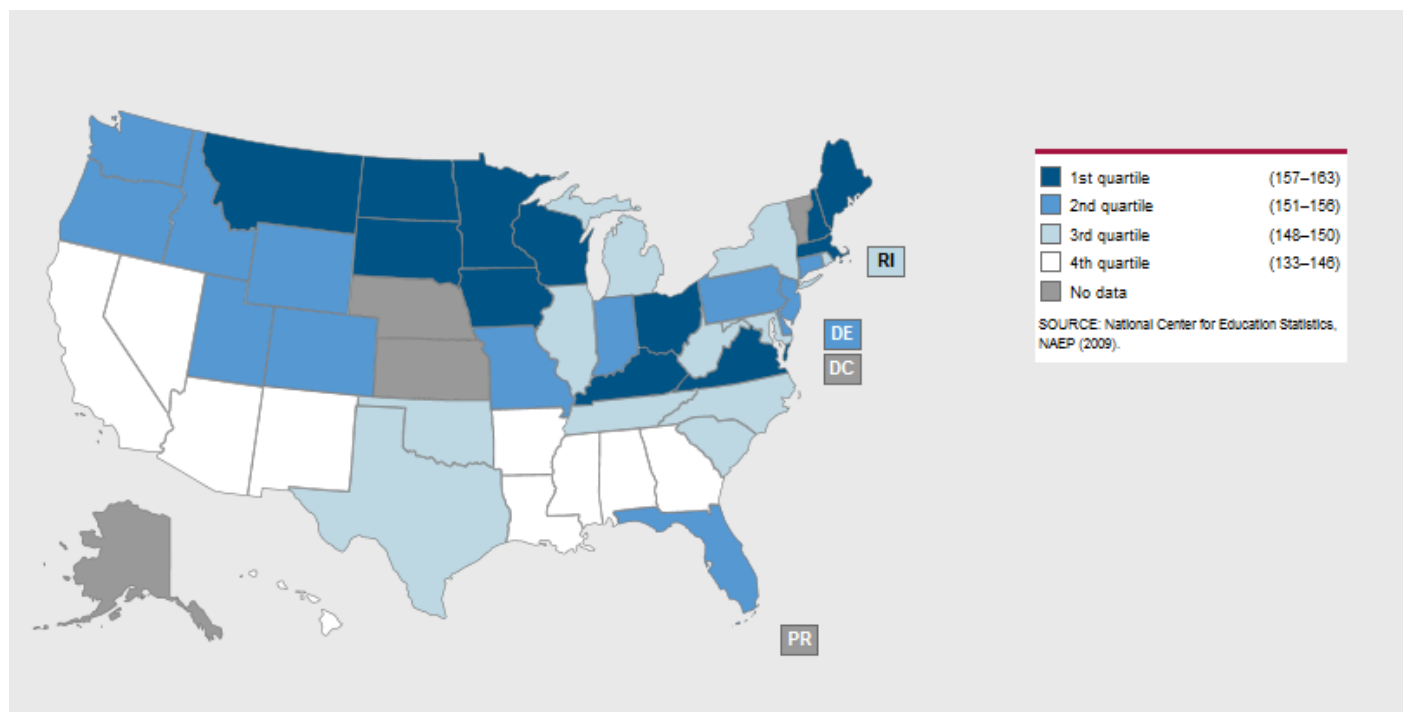 1st quartile (157–163)
2nd quartile (151–156)
3rd quartile (148–150)
4th quartile (133–146)
No data
SOURCE: National Center for Education Statistics,
NAEP (2009).
RI
DE
DC
PR